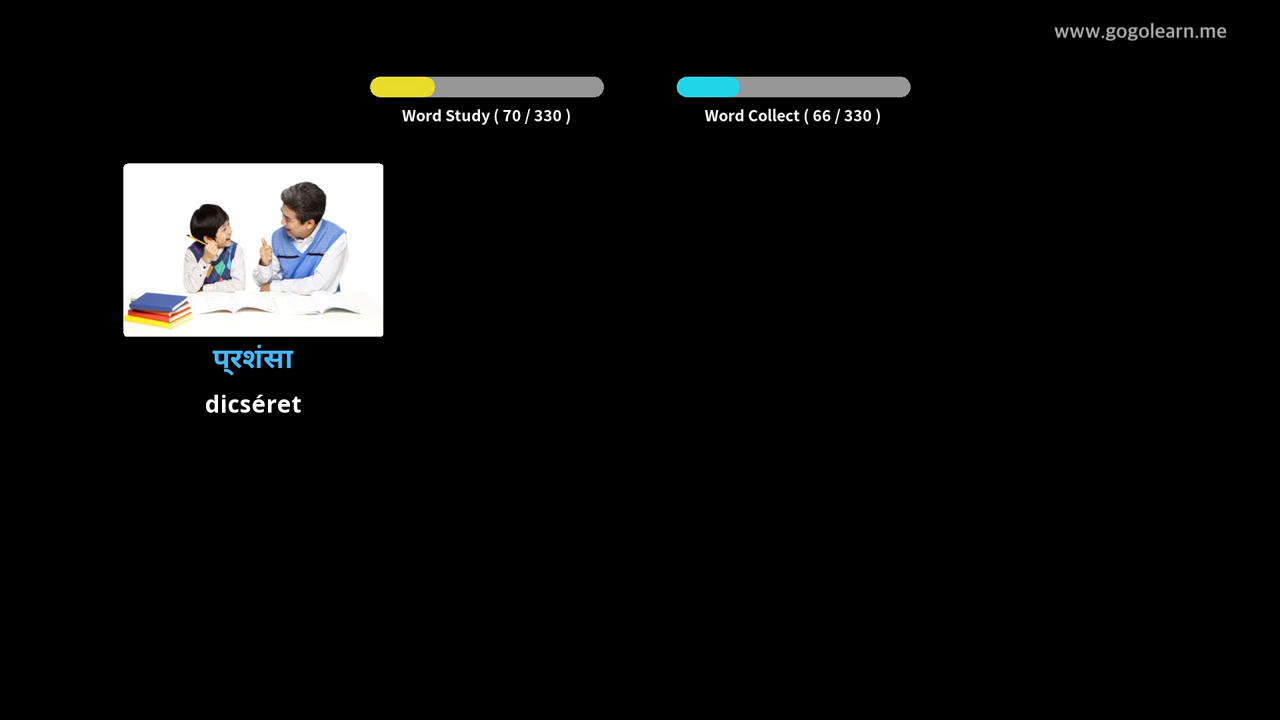 www.gogolearn.me
Word Study ( 70 / 330 )
Word Collect ( 66 / 330 )
प्रशंसा
dicséret